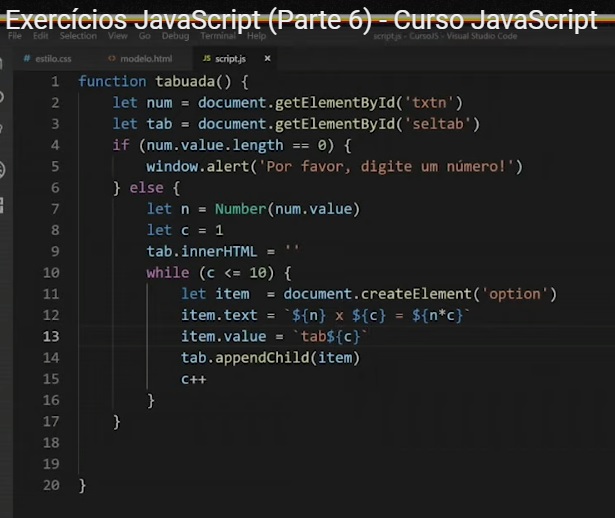 Exercícios JavaScript (Parte 6) - Curso JavaScript
File Edit Selection View Go Debug Terminal Help script.js - CursoJS - Visual Studio Code
# estilo.css <> modelo.html JS script.js ×
1 function tabuada() {
2 let num = document.getElementById('txtn')
3 let tab = document.getElementById('seltab')
4 if (num.value.length == 0) {
5 window.alert('Por favor, digite um número!')
6 } else {
7 let n = Number(num.value)
8 let c = 1
9 tab.innerHTML = ''
10 while (c <= 10) {
11 let item  = document.createElement('option')
12 item.text = `${n} x ${c} = ${n*c}`
13 item.value = `tab${c}`
14 tab.appendChild(item)
15 c++
16 }
17 }
18
19
20 }